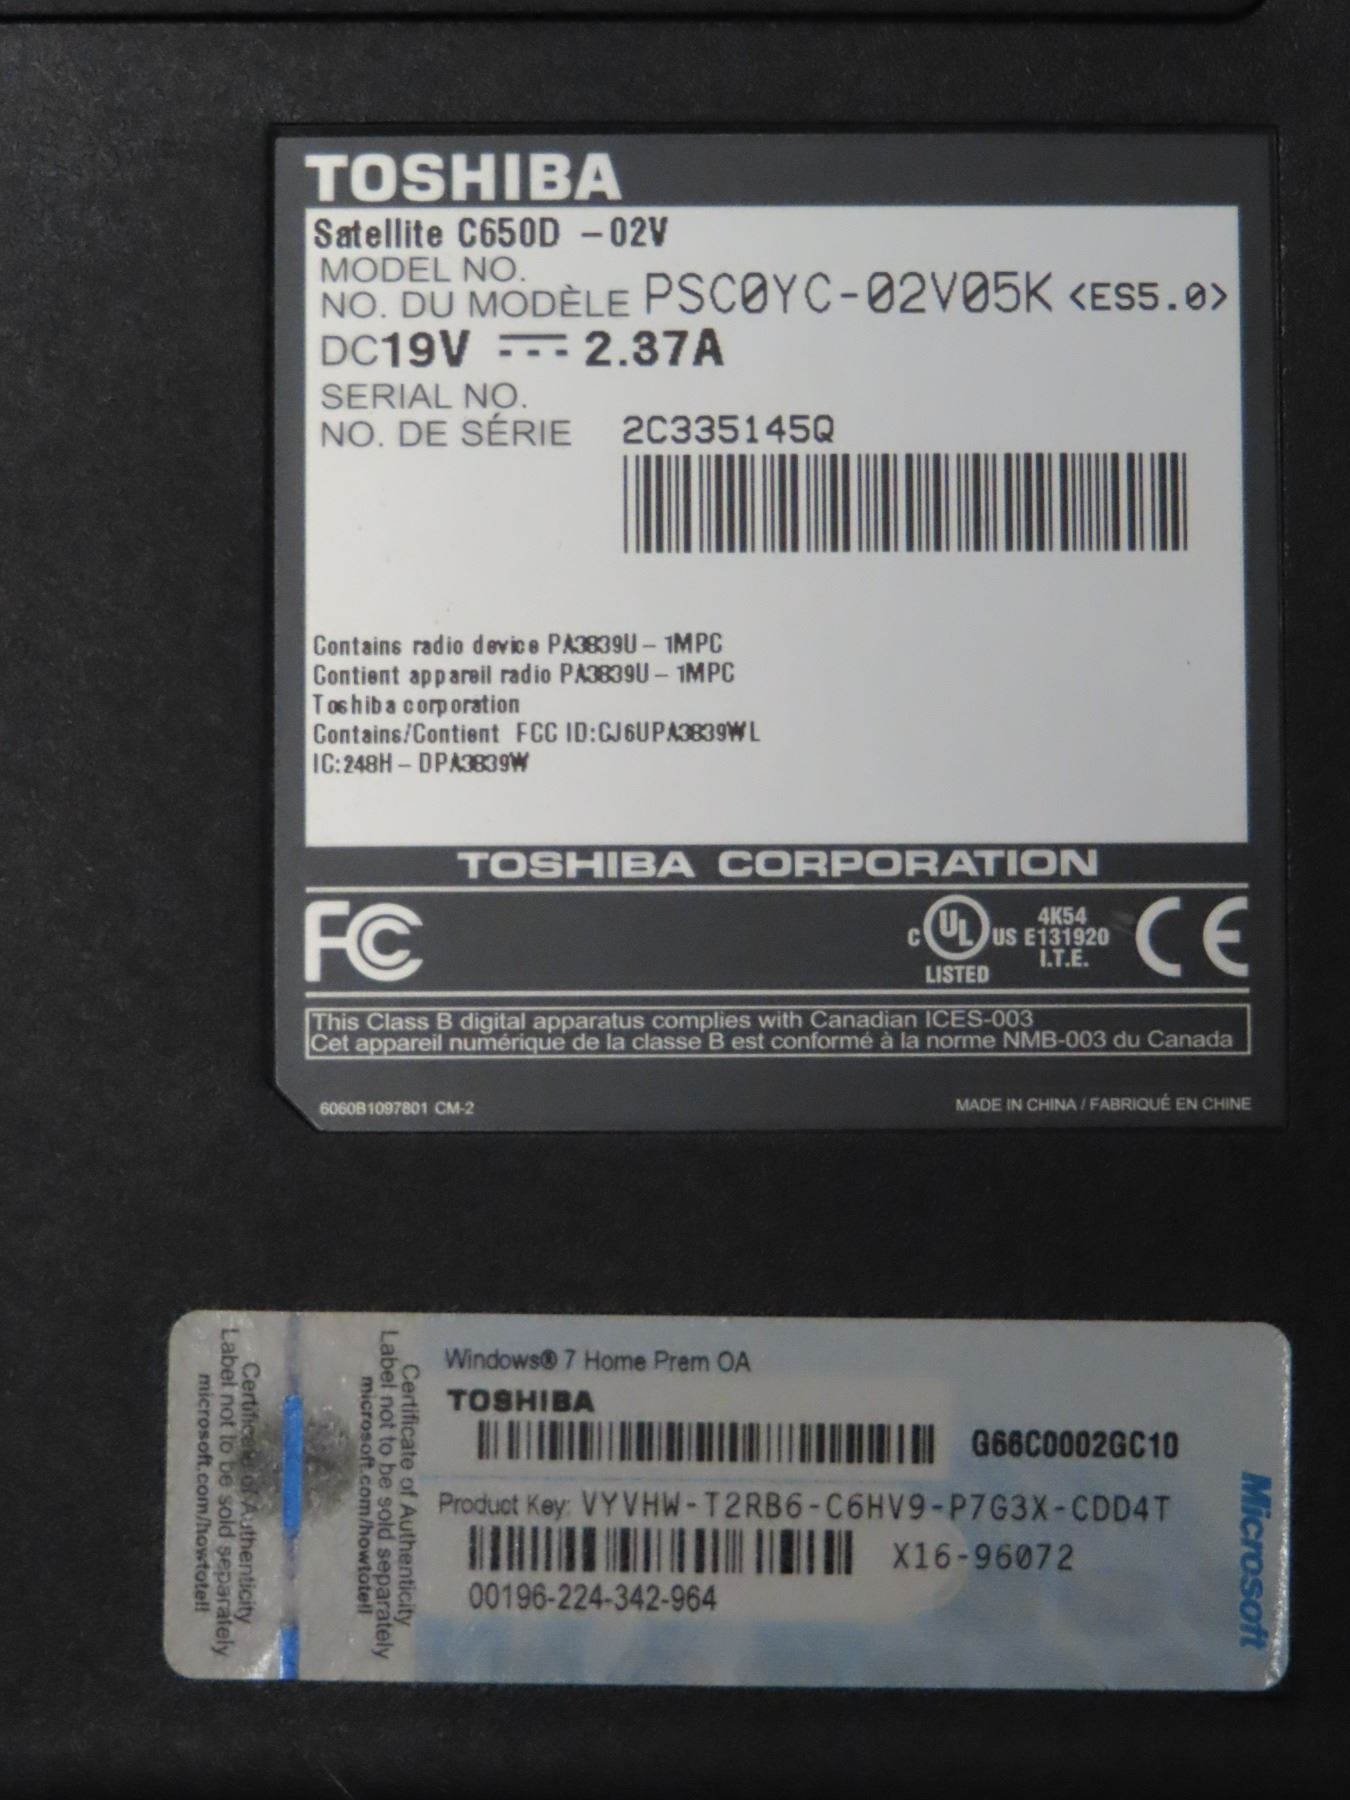 TOSHIBA
Satellite C650D - 02V
MODEL NO.
NO. DU MODÈLE PSC0YC-02V05K <ES5.0>
DC19V 2.37A
SERIAL NO.
NO. DE SÉRIE 2C335145Q
Contains radio device PA3839U - 1MPC
Contient appareil radio PA3839U - 1MPC
Toshiba corporation
Contains/Contient FCC ID:CJ6UPA3839WL
IC:248H - DPA3839W
TOSHIBA CORPORATION
FC
C UL US
LISTED
4K54
E131920
I.T.E.
CE
This Class B digital apparatus complies with Canadian ICES-003
Cet appareil numérique de la classe B est conformé à la norme NMB-003 du Canada
6060B1097801 CM-2
MADE IN CHINA / FABRIQUÉ EN CHINE
Certificate of Authenticity
Label not to be sold separately
microsoft.com/howtotell
Certificate of Authenticity
Label not to be sold separately
microsoft.com/howtotell
Windows® 7 Home Prem OA
TOSHIBA
G66C0002GC10
Product Key: VYVHW-T2RB6-C6HV9-P7G3X-CDD4T
X16-96072
00196-224-342-964
Microsoft